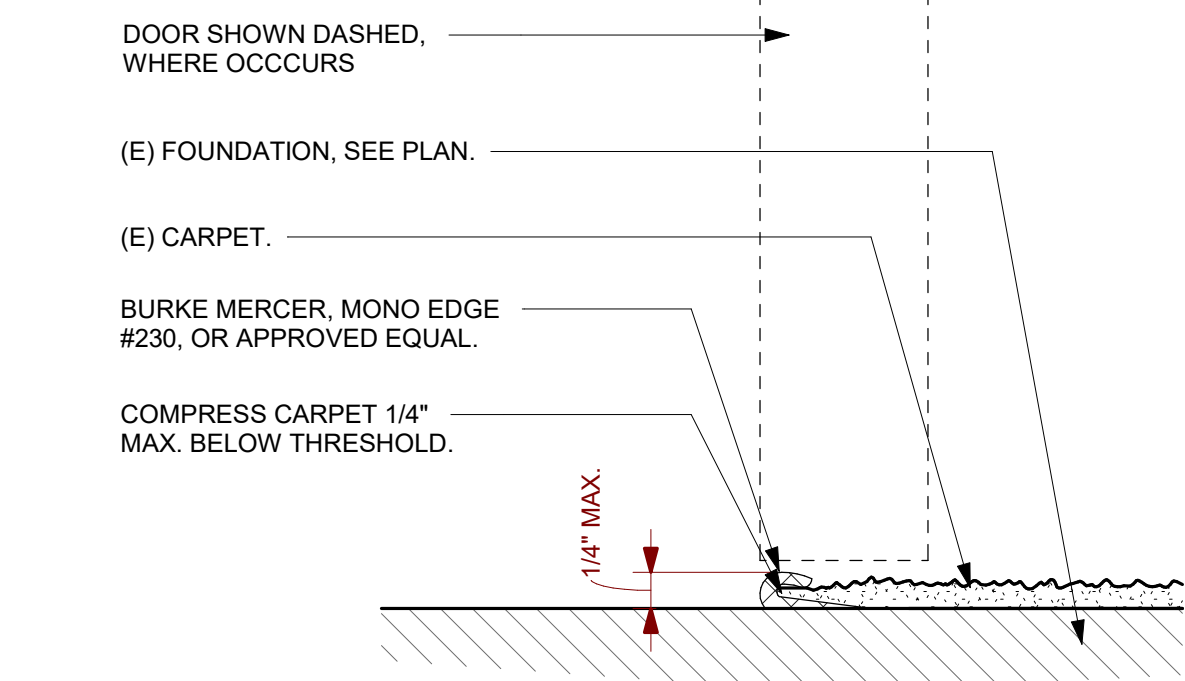 DOOR SHOWN DASHED,
WHERE OCCCURS
(E) FOUNDATION, SEE PLAN.
(E) CARPET.
BURKE MERCER, MONO EDGE
#230, OR APPROVED EQUAL.
COMPRESS CARPET 1/4"
MAX. BELOW THRESHOLD.
1/4" MAX.